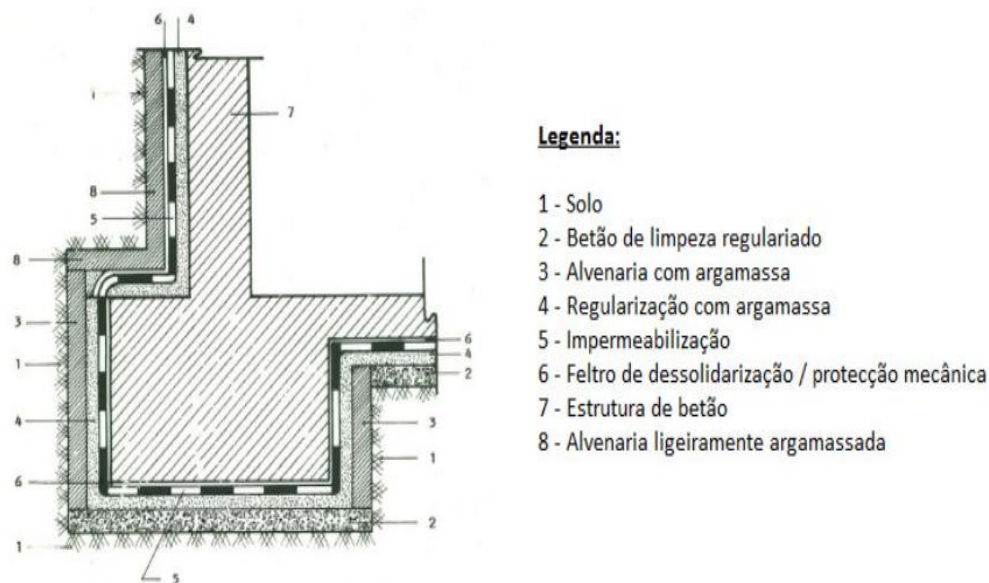 6 4
1
7
8
5
8
3
1
4
6
1
5
6
4
2
3
1
2
Legenda:
1 - Solo
2 - Betão de limpeza regulariado
3 - Alvenaria com argamassa
4 - Regularização com argamassa
5 - Impermeabilização
6 - Feltro de dessolidarização / protecção mecânica
7 - Estrutura de betão
8 - Alvenaria ligeiramente argamassada